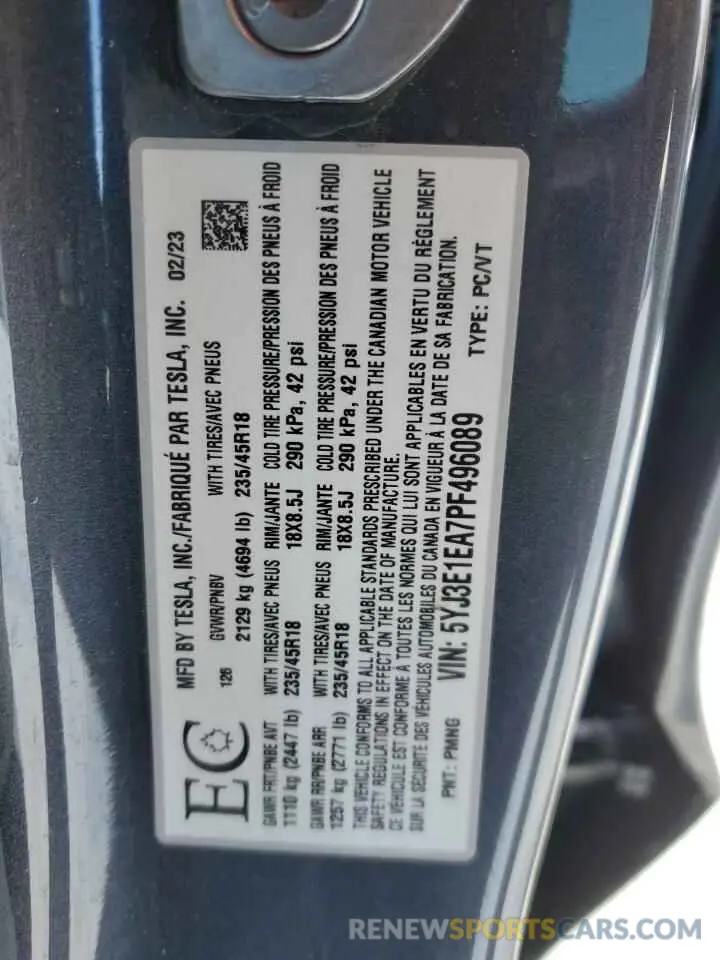 MFD BY TESLA, INC./FABRIQUÉ PAR TESLA, INC. 02/23
EC
126 GVWR/PNBV WITH TIRES/AVEC PNEUS
2129 kg (4694 lb) 235/45R18
GAWR FRT/PNBE AVT WITH TIRES/AVEC PNEUS RIM/JANTE COLD TIRE PRESSURE/PRESSION DES PNEUS À FROID
1110 kg (2447 lb) 235/45R18 18X8.5J 290 kPa, 42 psi
GAWR RR/PNBE ARR WITH TIRES/AVEC PNEUS RIM/JANTE COLD TIRE PRESSURE/PRESSION DES PNEUS À FROID
1257 kg (2771 lb) 235/45R18 18X8.5J 290 kPa, 42 psi
THIS VEHICLE CONFORMS TO ALL APPLICABLE STANDARDS PRESCRIBED UNDER THE CANADIAN MOTOR VEHICLE
SAFETY REGULATIONS IN EFFECT ON THE DATE OF MANUFACTURE.
CE VÉHICULE EST CONFORME À TOUTES LES NORMES QUI LUI SONT APPLICABLES EN VERTU DU RÈGLEMENT
SUR LA SÉCURITÉ DES VÉHICULES AUTOMOBILES DU CANADA EN VIGUEUR À LA DATE DE SA FABRICATION.
PNT: PMNG VIN: 5YJ3E1EA7PF496089 TYPE: PC/VT
RENEWSPORTSCARS.COM